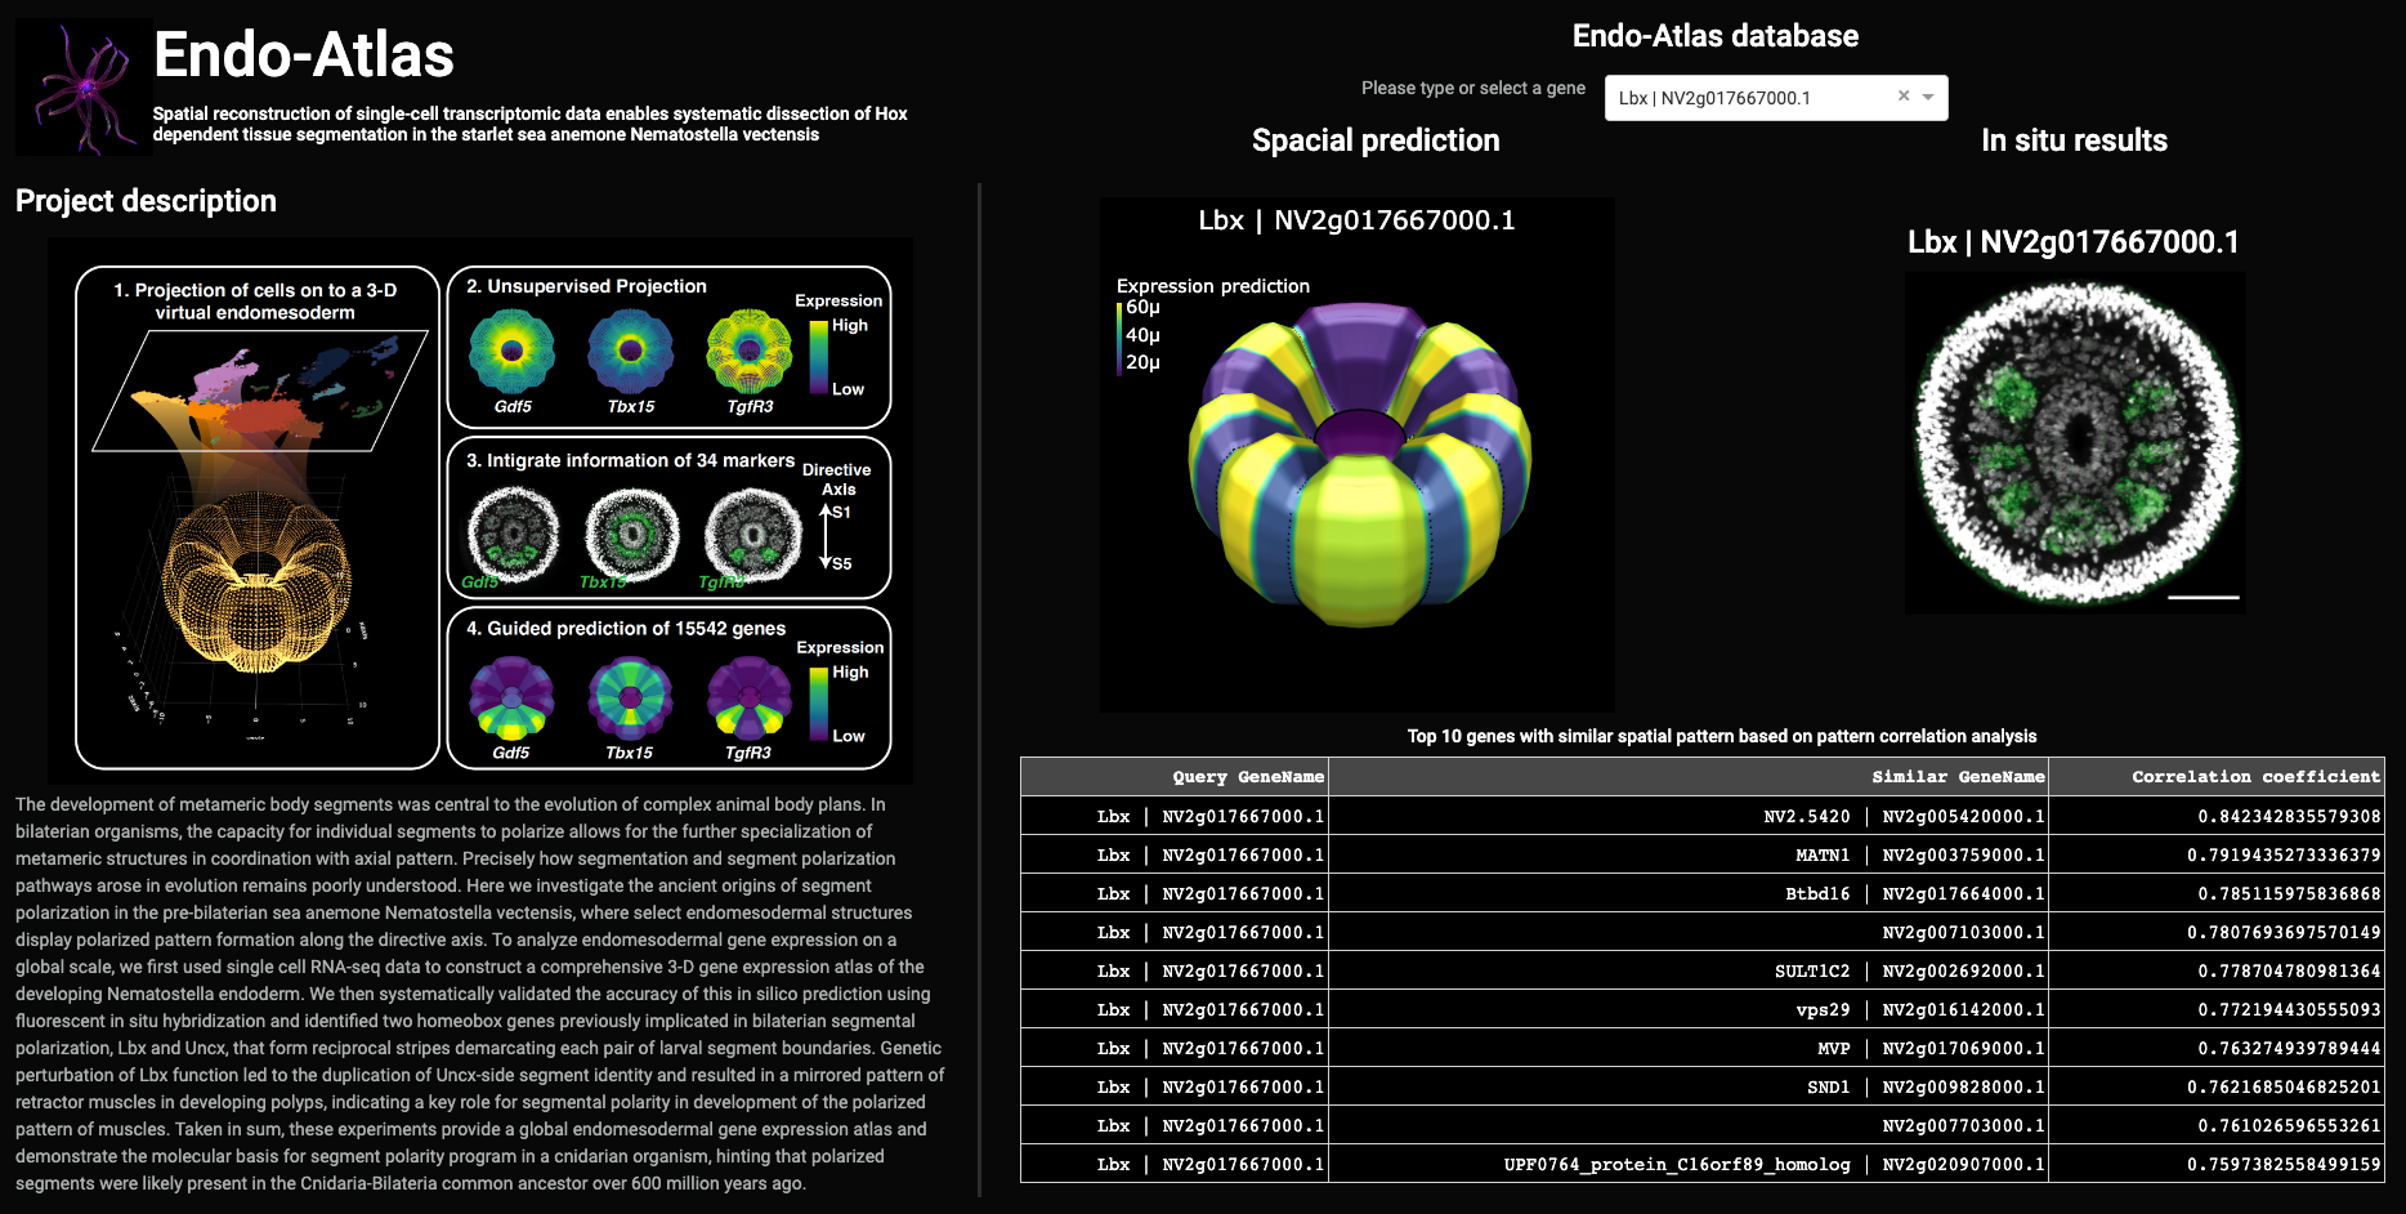 Endo-Atlas
Spatial reconstruction of single-cell transcriptomic data enables systematic dissection of Hox
dependent tissue segmentation in the starlet sea anemone Nematostella vectensis
Project description
1. Projection of cells on to a 3-D
virtual endomesoderm
2. Unsupervised Projection
Expression
High
Low
Gdf5
Tbx15
TgfR3
3. Intigrate information of 34 markers
Directive
Axis
S1
S5
Gdf5
Tbx15
TgfR3
4. Guided prediction of 15542 genes
Expression
High
Low
Gdf5
Tbx15
TgfR3
The development of metameric body segments was central to the evolution of complex animal body plans. In
bilaterian organisms, the capacity for individual segments to polarize allows for the further specialization of
metameric structures in coordination with axial pattern. Precisely how segmentation and segment polarization
pathways arose in evolution remains poorly understood. Here we investigate the ancient origins of segment
polarization in the pre-bilaterian sea anemone Nematostella vectensis, where select endomesodermal structures
display polarized pattern formation along the directive axis. To analyze endomesodermal gene expression on a
global scale, we first used single cell RNA-seq data to construct a comprehensive 3-D gene expression atlas of the
developing Nematostella endoderm. We then systematically validated the accuracy of this in silico prediction using
fluorescent in situ hybridization and identified two homeobox genes previously implicated in bilaterian segmental
polarization, Lbx and Uncx, that form reciprocal stripes demarcating each pair of larval segment boundaries. Genetic
perturbation of Lbx function led to the duplication of Uncx-side segment identity and resulted in a mirrored pattern of
retractor muscles in developing polyps, indicating a key role for segmental polarity in development of the polarized
pattern of muscles. Taken in sum, these experiments provide a global endomesodermal gene expression atlas and
demonstrate the molecular basis for segment polarity program in a cnidarian organism, hinting that polarized
segments were likely present in the Cnidaria-Bilateria common ancestor over 600 million years ago.
Endo-Atlas database
Please type or select a gene
Lbx | NV2g017667000.1
Spacial prediction
In situ results
Lbx | NV2g017667000.1
Expression prediction
60µ
40µ
20µ
Lbx | NV2g017667000.1
Top 10 genes with similar spatial pattern based on pattern correlation analysis
Query GeneName Similar GeneName Correlation coefficient
Lbx | NV2g017667000.1 NV2.5420 | NV2g005420000.1 0.842342835579308
Lbx | NV2g017667000.1 MATN1 | NV2g003759000.1 0.7919435273336379
Lbx | NV2g017667000.1 Btbd16 | NV2g017664000.1 0.785115975836868
Lbx | NV2g017667000.1 NV2g007103000.1 0.7807693697570149
Lbx | NV2g017667000.1 SULT1C2 | NV2g002692000.1 0.778704780981364
Lbx | NV2g017667000.1 vps29 | NV2g016142000.1 0.772194430555093
Lbx | NV2g017667000.1 MVP | NV2g017069000.1 0.763274939789444
Lbx | NV2g017667000.1 SND1 | NV2g009828000.1 0.7621685046825201
Lbx | NV2g017667000.1 NV2g007703000.1 0.761026596553261
Lbx | NV2g017667000.1 UPF0764_protein_C16orf89_homolog | NV2g020907000.1 0.7597382558499159